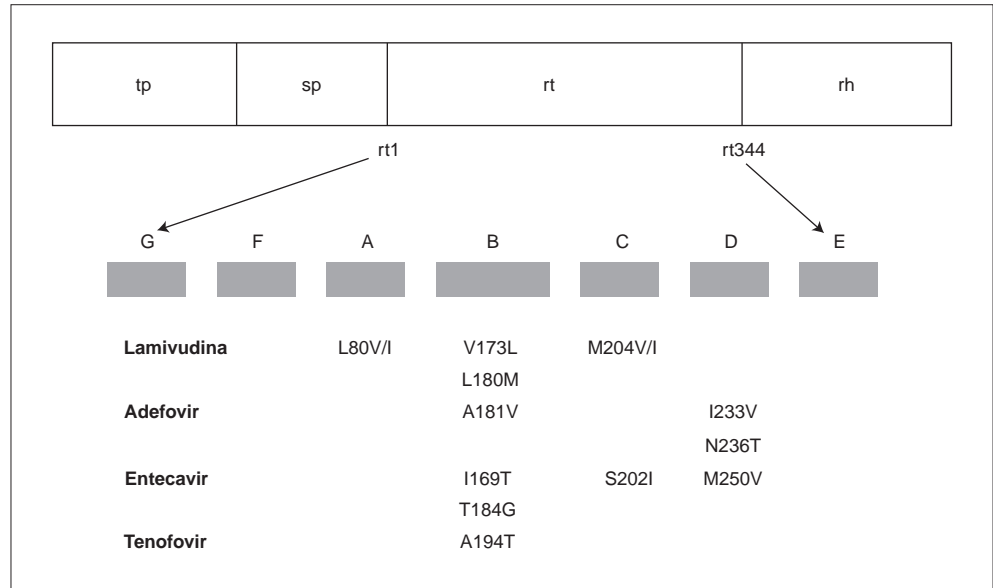 tp sp rt rh
rt1 rt344
G F A B C D E
Lamivudina L80V/I V173L M204V/I
L180M
Adefovir A181V I233V
N236T
Entecavir I169T S202I M250V
T184G
Tenofovir A194T